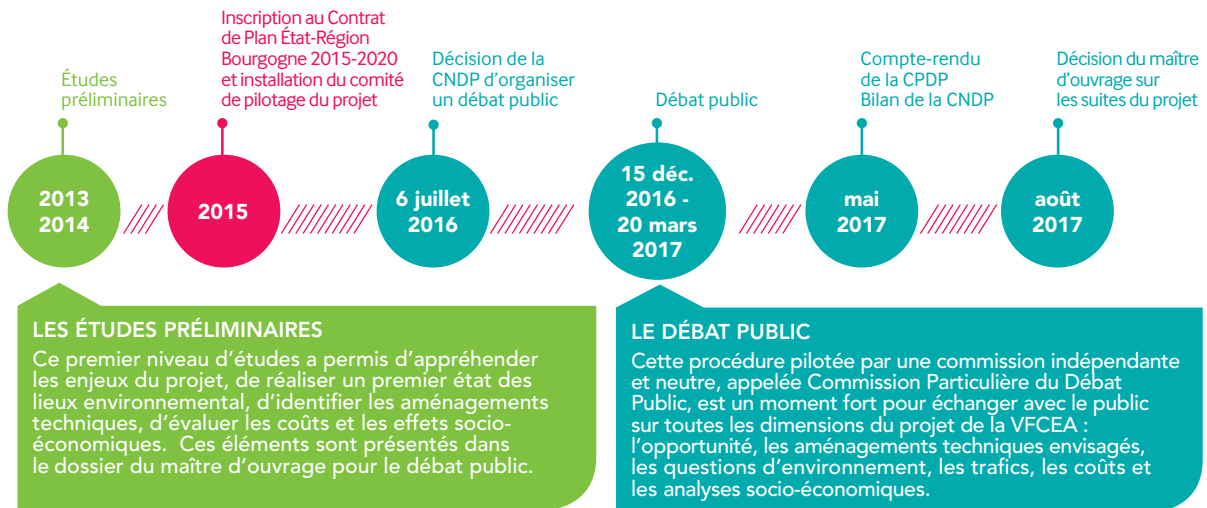 Études
préliminaires
2013
2014
Inscription au Contrat
de Plan État-Région
Bourgogne 2015-2020
et installation du comité
de pilotage du projet
2015
Décision de la
CNDP d'organiser
un débat public
6 juillet
2016
Débat public
15 déc.
2016 -
20 mars
2017
Compte-rendu
de la CPDP
Bilan de la CNDP
mai
2017
Décision du maître
d'ouvrage sur
les suites du projet
août
2017
LES ÉTUDES PRÉLIMINAIRES
Ce premier niveau d'études a permis d'appréhender
les enjeux du projet, de réaliser un premier état des
lieux environnemental, d'identifier les aménagements
techniques, d'évaluer les coûts et les effets socio-
économiques. Ces éléments sont présentés dans
le dossier du maître d'ouvrage pour le débat public.
LE DÉBAT PUBLIC
Cette procédure pilotée par une commission indépendante
et neutre, appelée Commission Particulière du Débat
Public, est un moment fort pour échanger avec le public
sur toutes les dimensions du projet de la VFCEA :
l'opportunité, les aménagements techniques envisagés,
les questions d'environnement, les trafics, les coûts et
les analyses socio-économiques.